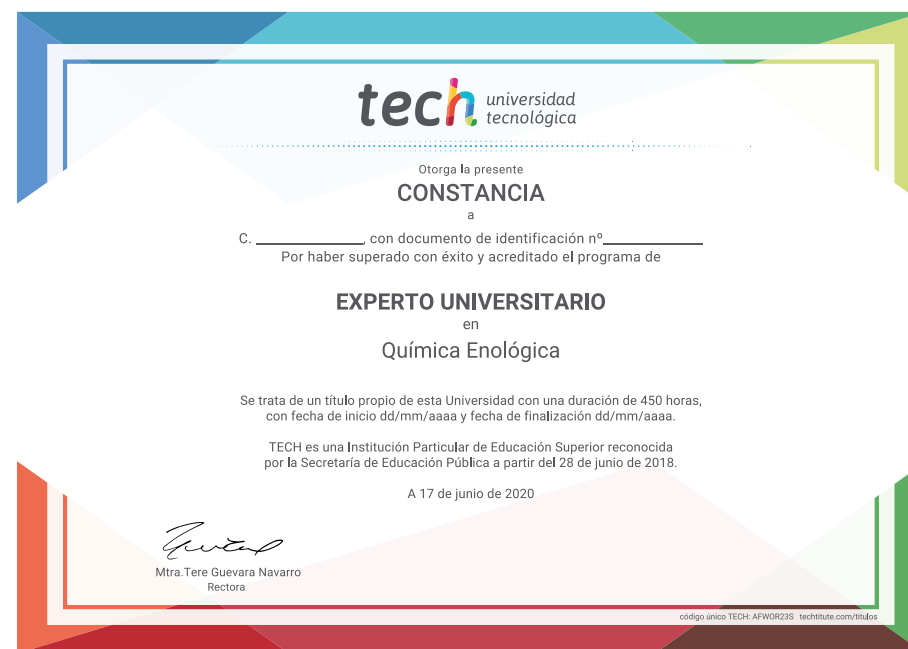 tech universidad
tecnológica
Otorga la presente
CONSTANCIA
a
C. ____________, con documento de identificación nº____________
Por haber superado con éxito y acreditado el programa de
EXPERTO UNIVERSITARIO
en
Química Enológica
Se trata de un título propio de esta Universidad con una duración de 450 horas,
con fecha de inicio dd/mm/aaaa y fecha de finalización dd/mm/aaaa.
TECH es una Institución Particular de Educación Superior reconocida
por la Secretaría de Educación Pública a partir del 28 de junio de 2018.
A 17 de junio de 2020
Mtra.Tere Guevara Navarro
Rectora
código único TECH: AFWOR23S techtitute.com/titulos